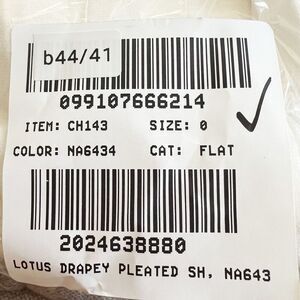 b44/41
099107666214
ITEM: CH143 SIZE: 0
COLOR: NA6434 CAT: FLAT
2024638880
LOTUS DRAPEY PLEATED SH, NA643